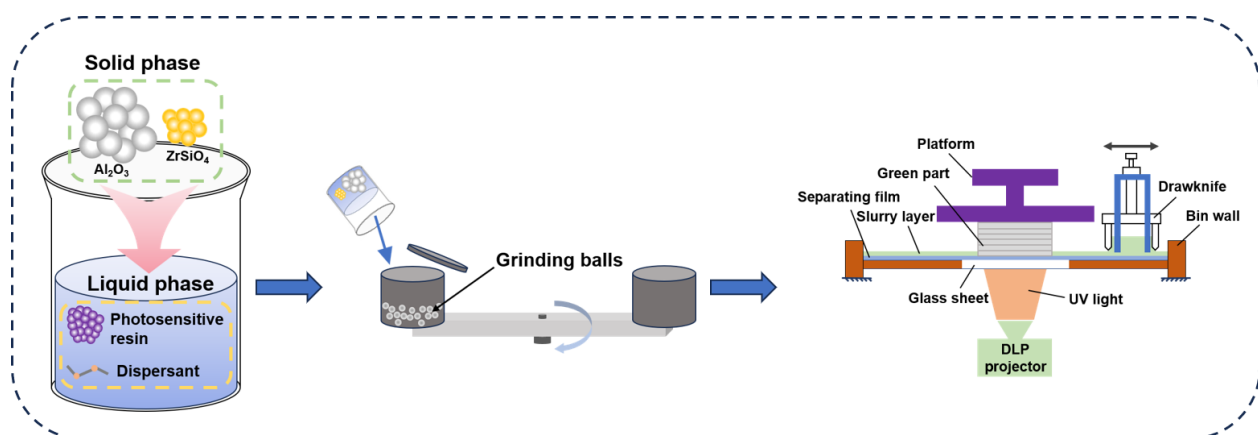 Solid phase
Al₂O₃
ZrSiO₄
Liquid phase
Photosensitive
resin
Dispersant
Grinding balls
Platform
Green part
Separating film
Slurry layer
Drawknife
Bin wall
Glass sheet
UV light
DLP
projector